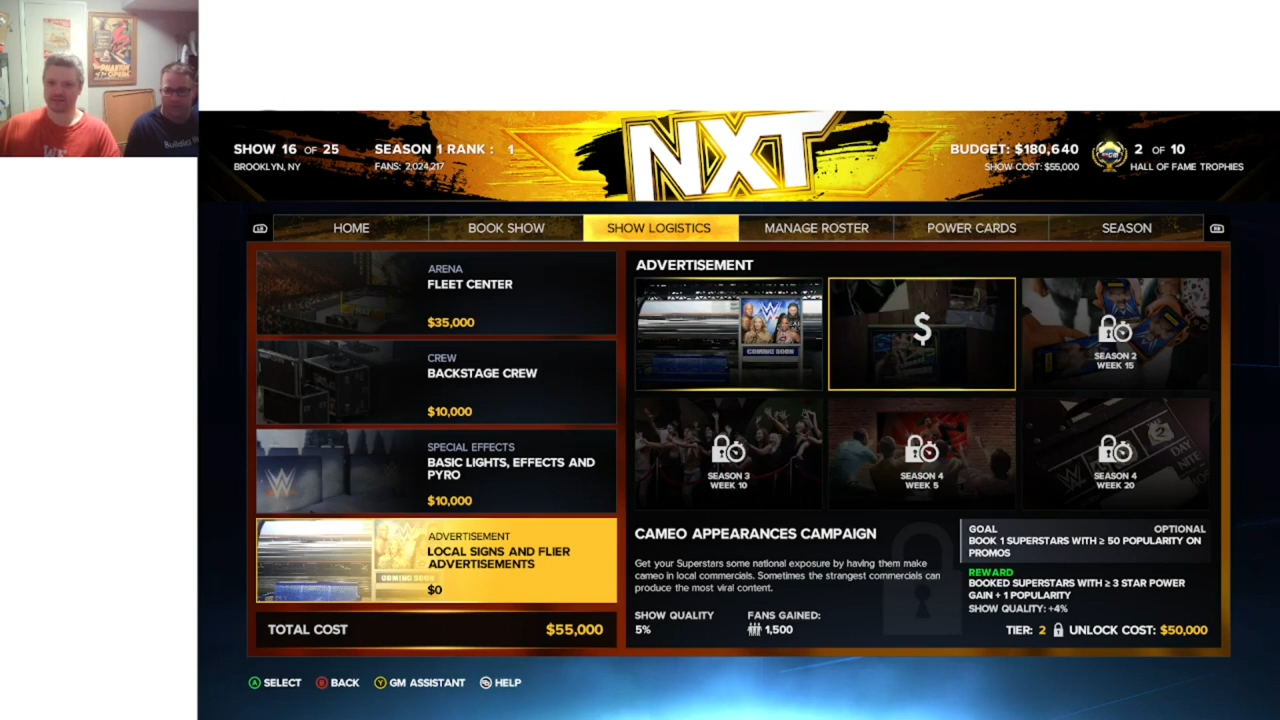 NXT
SHOW 16 OF 25
BROOKLYN, NY
SEASON 1 RANK : 1
FANS: 2,024,217
BUDGET: $180,640
SHOW COST: $55,000
2 OF 10
HALL OF FAME TROPHIES
HOME
BOOK SHOW
SHOW LOGISTICS
MANAGE ROSTER
POWER CARDS
SEASON
ARENA
FLEET CENTER
$35,000
CREW
BACKSTAGE CREW
$10,000
SPECIAL EFFECTS
BASIC LIGHTS, EFFECTS AND
PYRO
$10,000
ADVERTISEMENT
LOCAL SIGNS AND FLIER
ADVERTISEMENTS
$0
COMING SOON
TOTAL COST
$55,000
ADVERTISEMENT
COMING SOON
$
SEASON 2
WEEK 15
SEASON 3
WEEK 10
SEASON 4
WEEK 5
SEASON 4
WEEK 20
CAMEO APPEARANCES CAMPAIGN
Get your Superstars some national exposure by having them make
cameo in local commercials. Sometimes the strangest commercials can
produce the most viral content.
SHOW QUALITY
5%
FANS GAINED:
1,500
GOAL
OPTIONAL
BOOK 1 SUPERSTARS WITH ≥ 50 POPULARITY ON
PROMOS
REWARD
BOOKED SUPERSTARS WITH ≥ 3 STAR POWER
GAIN + 1 POPULARITY
SHOW QUALITY: +4%
TIER: 2 UNLOCK COST: $50,000
A SELECT
B BACK
Y GM ASSISTANT
HELP